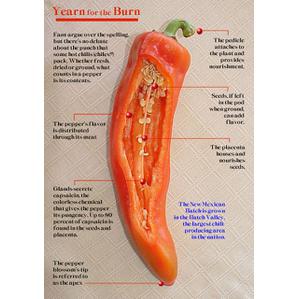 Yearn for the Burn
Fans argue over the spelling,
but there's no debate
about the punch that
some hot chilis (chiles?)
pack. Whether fresh,
dried or ground, what
counts in a pepper
is its contents.
The pedicle
attaches to
the plant and
provides
nourishment.
Seeds, if left
in the pod
when ground,
can add
flavor.
The pepper's flavor
is distributed
through its meat
The placenta
houses and
nourishes
seeds.
Glands secrete
capsaicin, the
colorless chemical
that gives the pepper
its pungency. Up to 80
percent of capsaicin is
found in the seeds and
placenta.
The New Mexican
Hatch is grown
in the Hatch Valley,
the largest chili
producing area
in the nation.
The pepper
blossom's tip
is referred to
as the apex